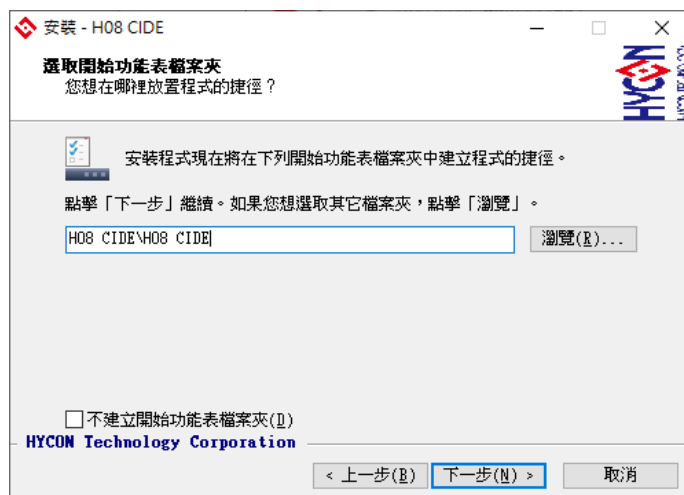 安裝 - H08 CIDE
選取開始功能表檔案夾
您想在哪裡放置程式的捷徑？
HYCON
安裝程式現在將在下列開始功能表檔案夾中建立程式的捷徑。
點擊「下一步」繼續。如果您想選取其它檔案夾，點擊「瀏覽」。
H08 CIDE\H08 CIDE
瀏覽(R)...
不建立開始功能表檔案夾(D)
HYCON Technology Corporation
< 上一步(B)
下一步(N) >
取消